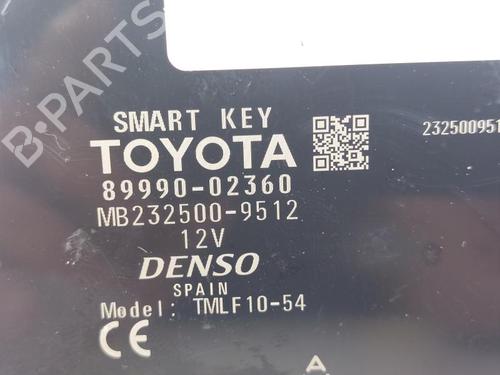 B-PARTS
SMART KEY
TOYOTA
89990-02360
232500951
MB232500-9512
12V
DENSO
SPAIN
Model: TMLF10-54
CE
A